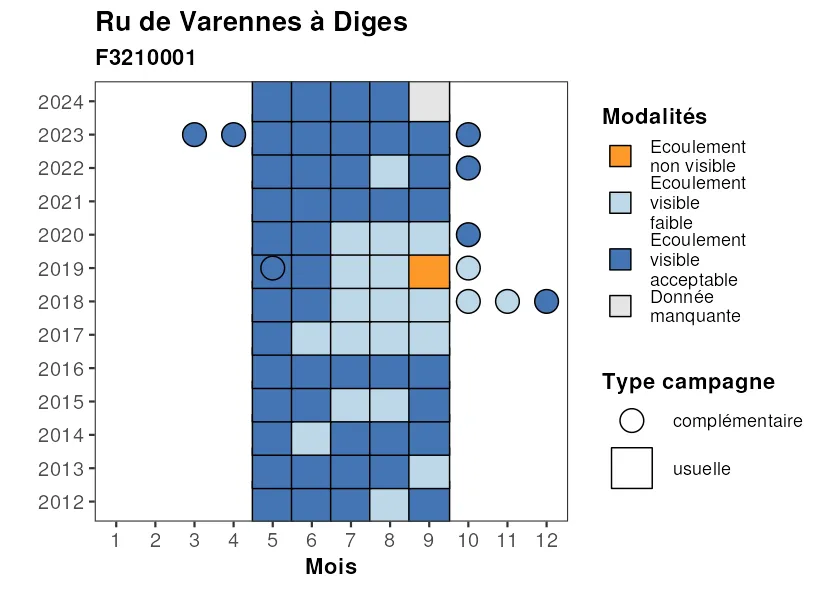 Ru de Varennes à Diges
F3210001
2024
2023
2022
2021
2020
2019
2018
2017
2016
2015
2014
2013
2012
1 2 3 4 5 6 7 8 9 10 11 12
Mois
Modalités
Ecoulement
non visible
Ecoulement
visible
faible
Ecoulement
visible
acceptable
Donnée
manquante
Type campagne
complémentaire
usuelle